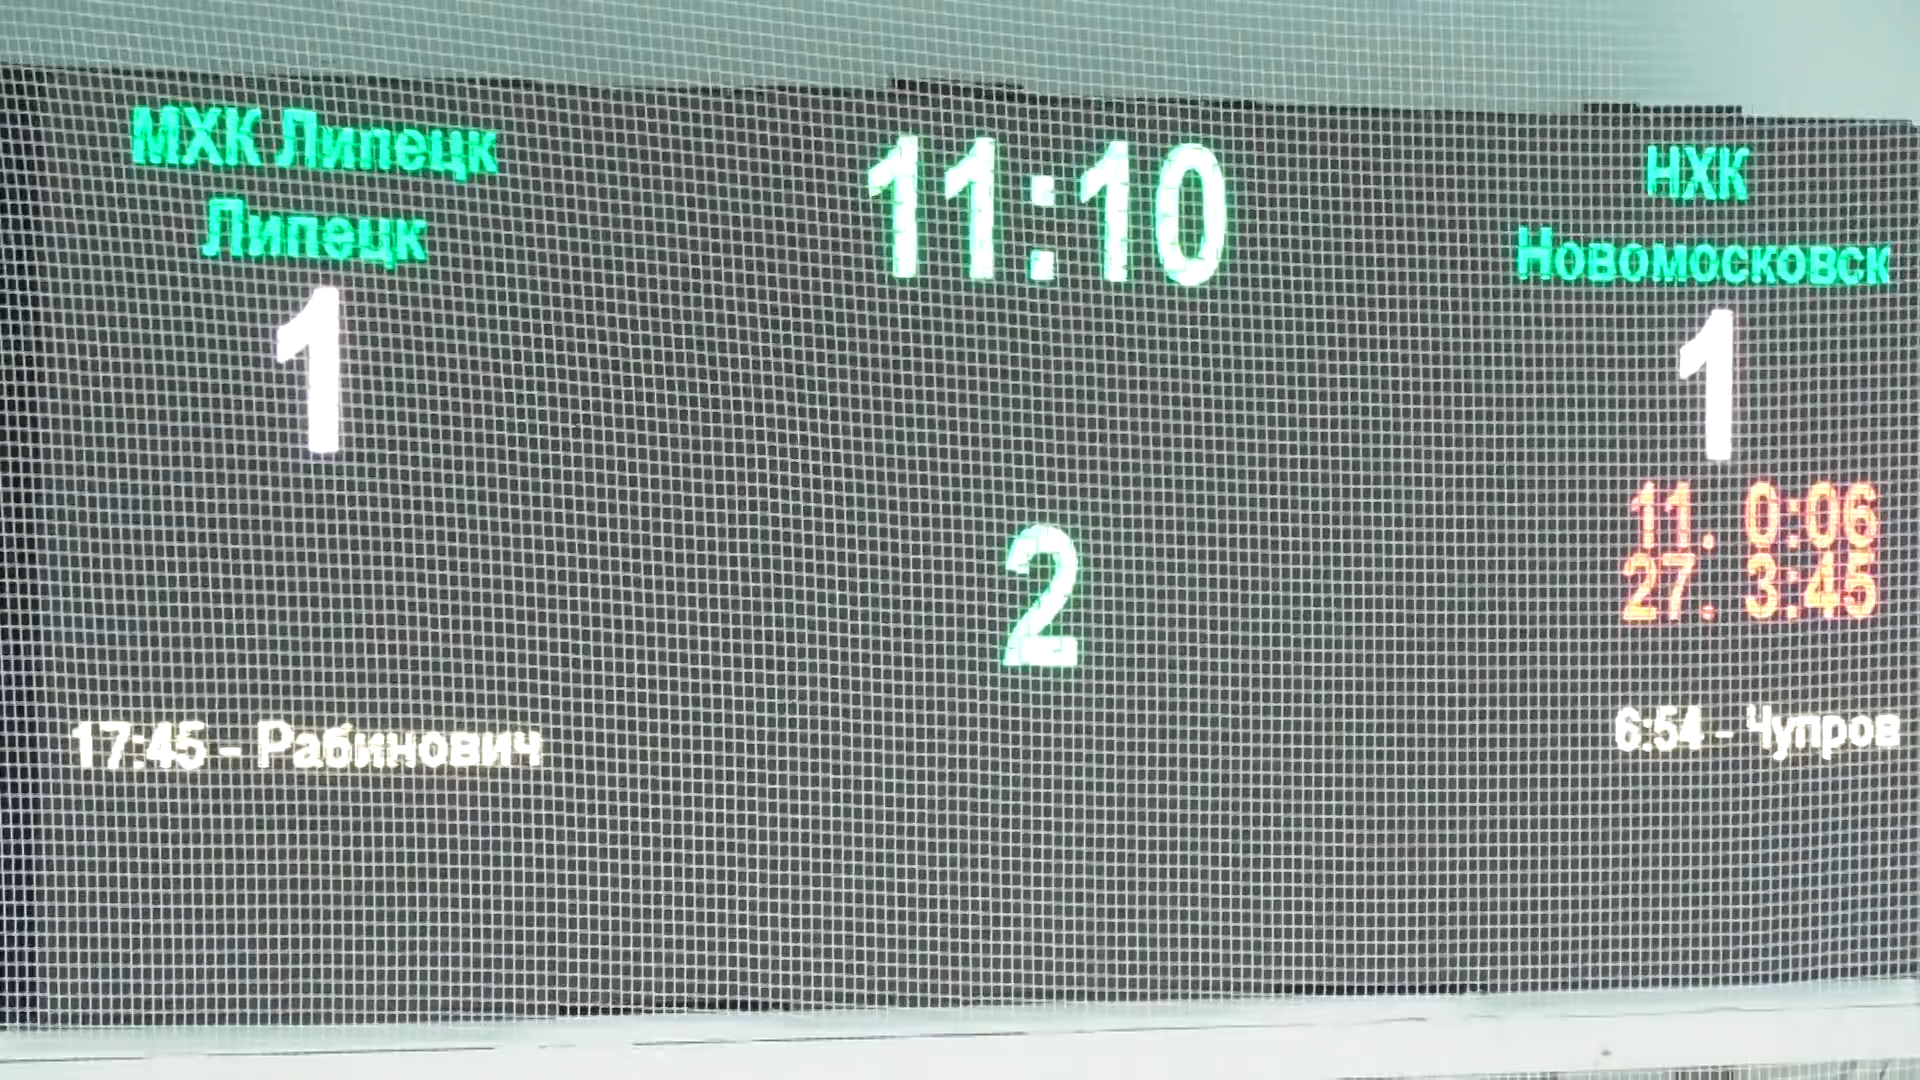 МХК Липецк
Липецк
1
17:45 - Рабинович
11:10
2
НХК
Новомосковск
1
11. 0:06
27. 3:45
6:54 - Чупров